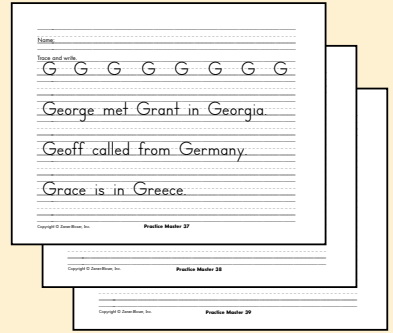 Name:
Trace and write.
G G G G G G G G
George met Grant in Georgia.
Geoff called from Germany.
Grace is in Greece.
Copyright © Zaner-Bloser, Inc. Practice Master 37
Copyright © Zaner-Bloser, Inc. Practice Master 38
Copyright © Zaner-Bloser, Inc. Practice Master 39